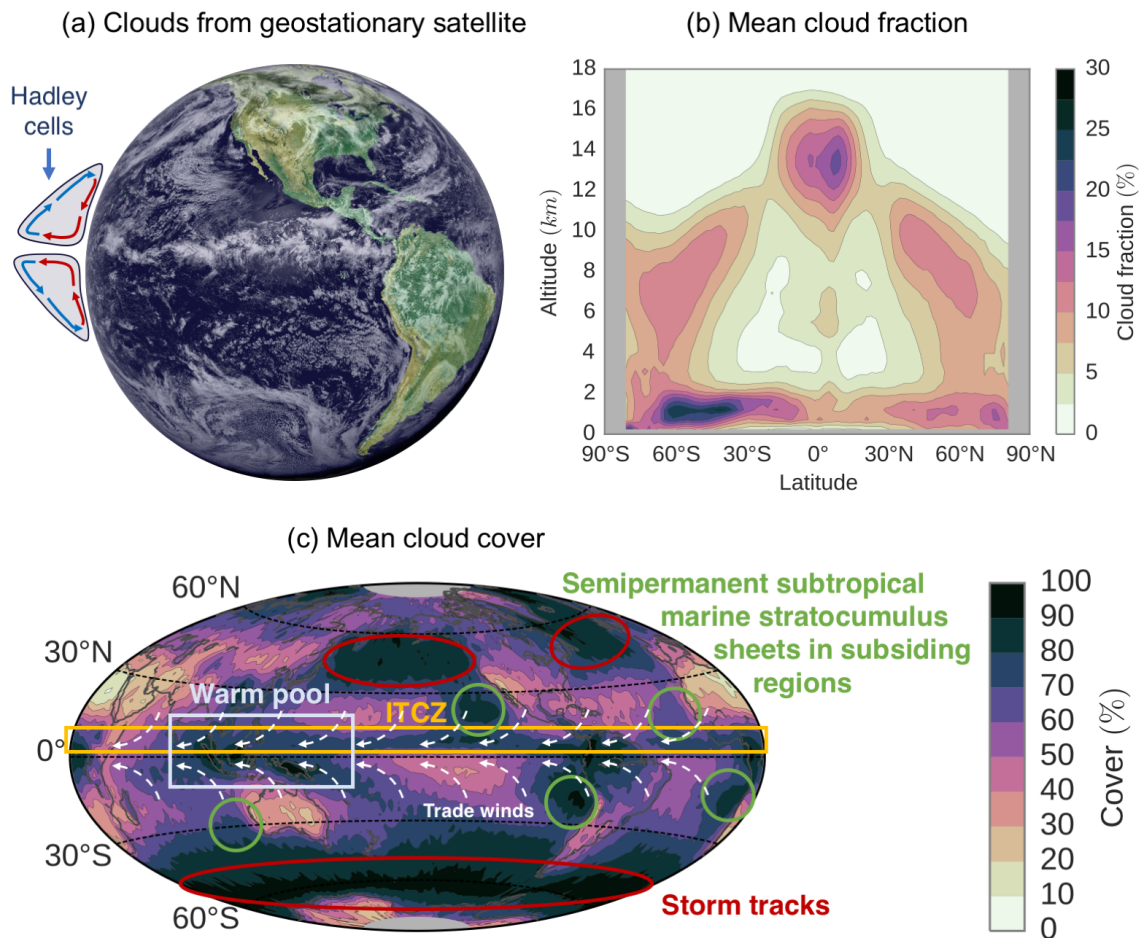 (a) Clouds from geostationary satellite
Hadley
cells
(b) Mean cloud fraction
18
16
14
12
10
8
6
4
2
0
Altitude (km)
90°S
60°S
30°S
0°
30°N
60°N
90°N
Latitude
30
25
20
15
10
5
0
Cloud fraction (%)
(c) Mean cloud cover
60°N
30°N
0°
30°S
60°S
Semipermanent subtropical
marine stratocumulus
sheets in subsiding
regions
Warm pool
ITCZ
Trade winds
Storm tracks
100
90
80
70
60
50
40
30
20
10
0
Cover (%)